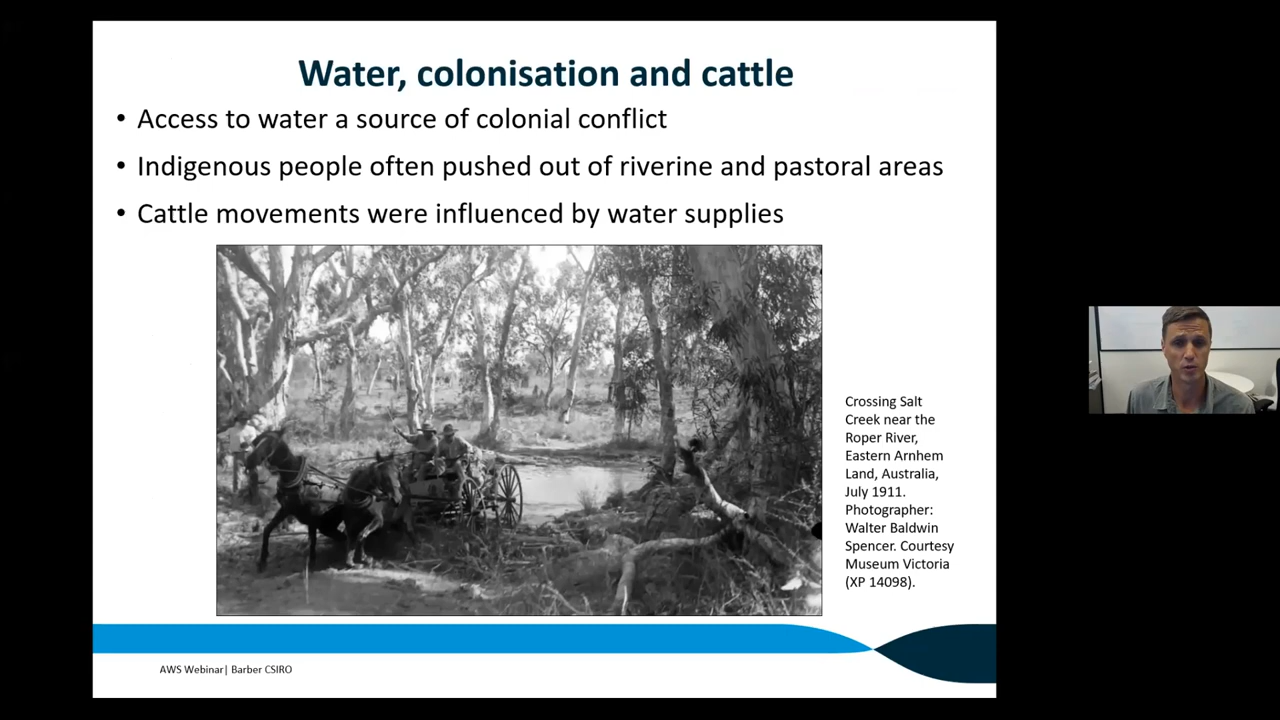 Water, colonisation and cattle
• Access to water a source of colonial conflict
• Indigenous people often pushed out of riverine and pastoral areas
• Cattle movements were influenced by water supplies
Crossing Salt
Creek near the
Roper River,
Eastern Arnhem
Land, Australia,
July 1911.
Photographer:
Walter Baldwin
Spencer. Courtesy
Museum Victoria
(XP 14098).
AWS Webinar| Barber CSIRO